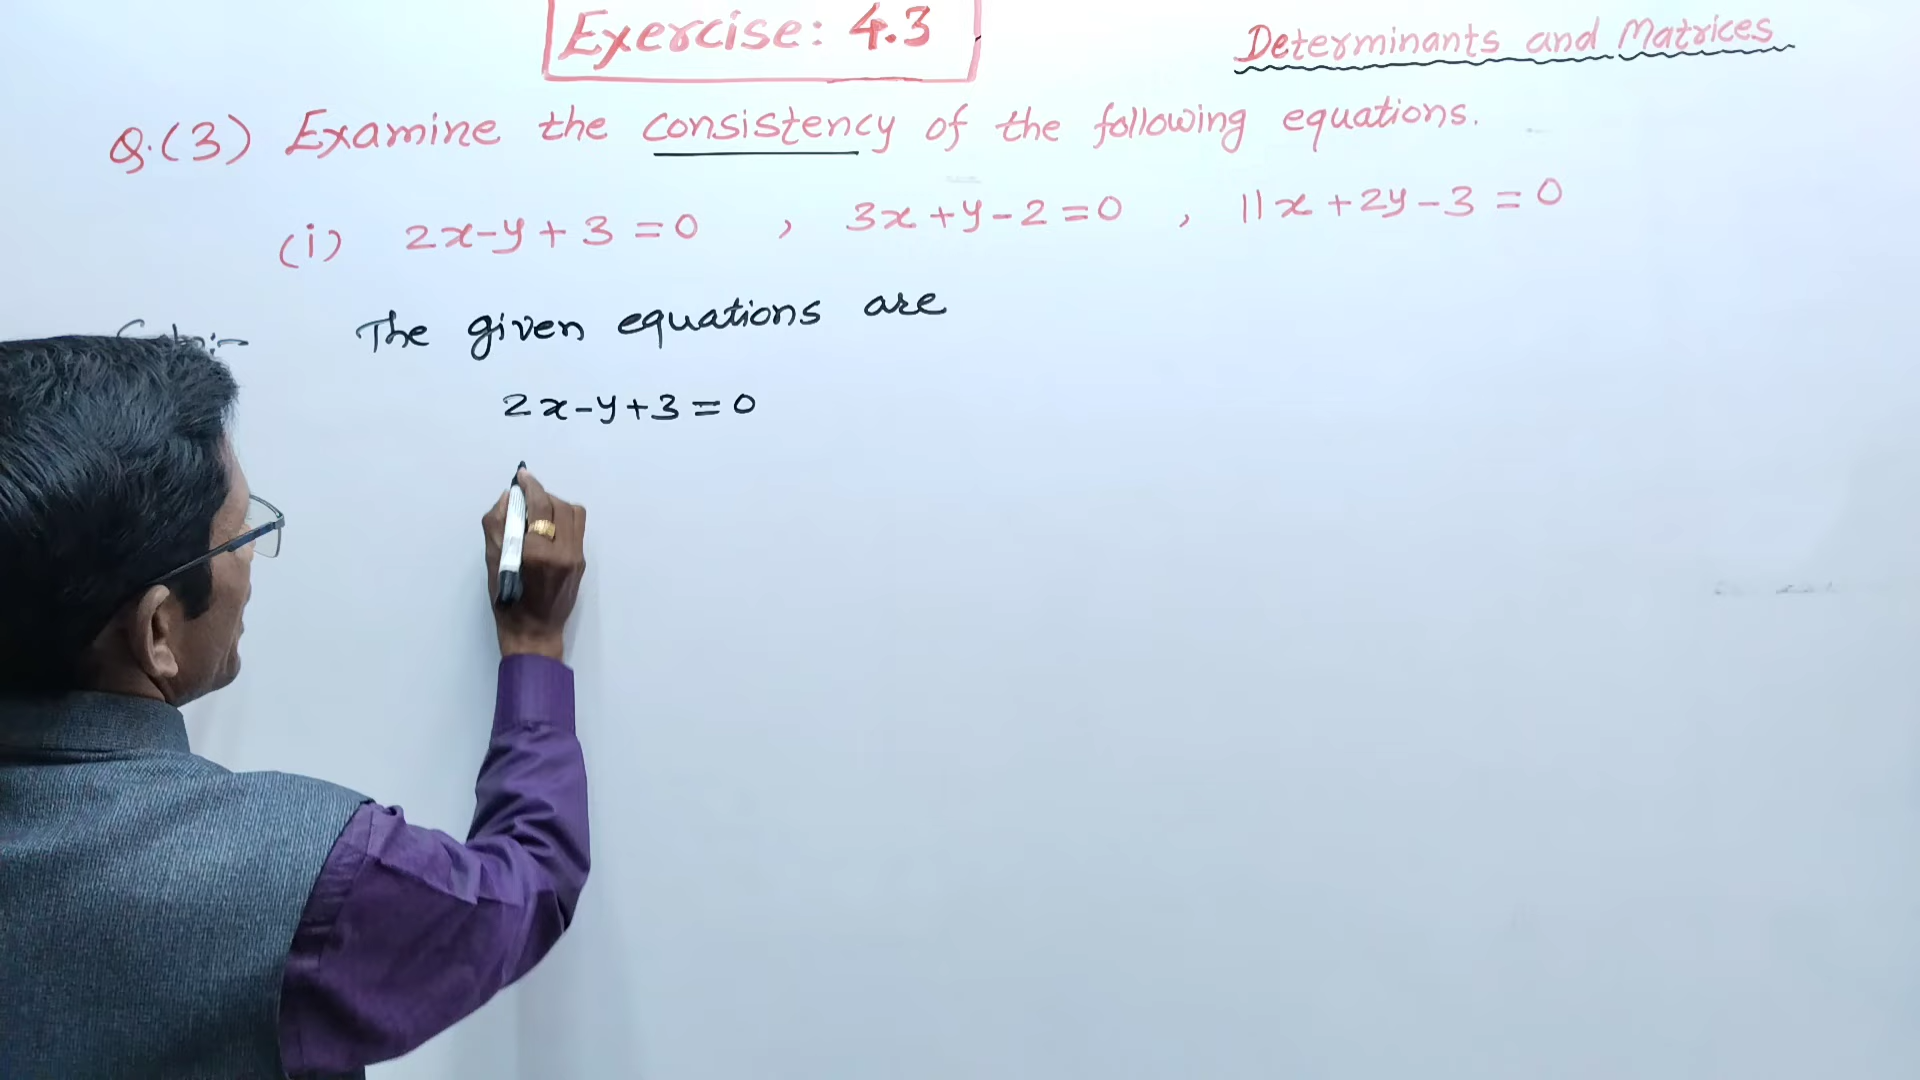 Exercise: 4.3
Determinants and Matrices
Q.(3) Examine the consistency of the following equations.
(i) 2x-y+3=0 , 3x+y-2=0 , 11x+2y-3=0
The given equations are
2x-y+3=0